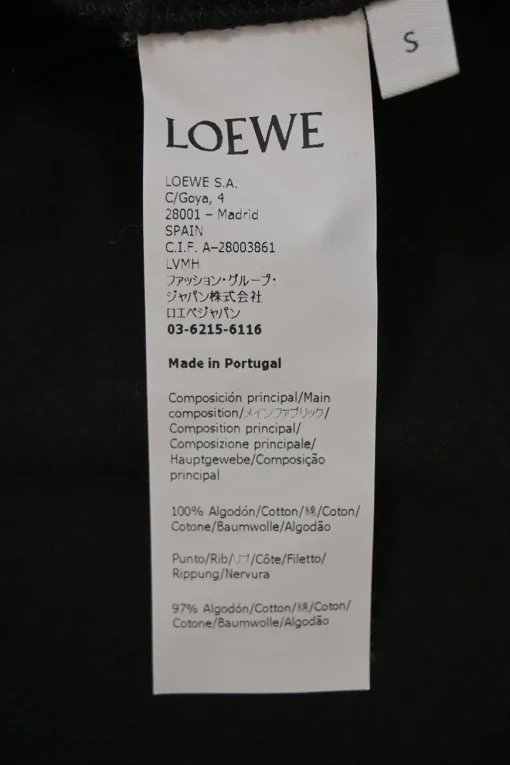 S
LOEWE
LOEWE S.A.
C/Goya, 4
28001 – Madrid
SPAIN
C.I.F. A–28003861
LVMH
ファッション・グループ・
ジャパン株式会社
ロエベジャパン
03-6215-6116
Made in Portugal
Composición principal/Main
composition/メインファブリック/
Composition principal/
Composizione principale/
Hauptgewebe/Composição
principal
100% Algodón/Cotton/綿/Coton/
Cotone/Baumwolle/Algodão
Punto/Rib/リブ/Côte/Filetto/
Rippung/Nervura
97% Algodón/Cotton/綿/Coton/
Cotone/Baumwolle/Algodão